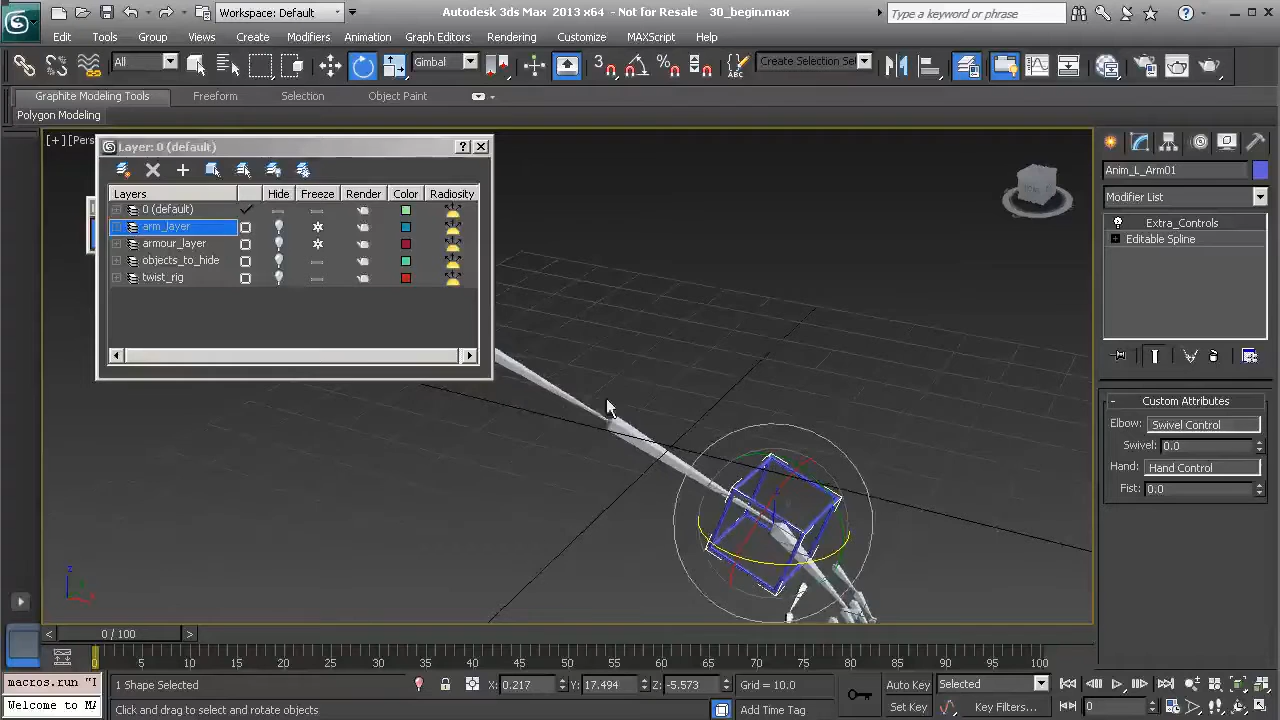 Workspace: Default
Autodesk 3ds Max 2013 x64 - Not for Resale 30_begin.max
Type a keyword or phrase
Edit Tools Group Views Create Modifiers Animation Graph Editors Rendering Customize MAXScript Help
All
Gimbal
Create Selection Se
Graphite Modeling Tools Freeform Selection Object Paint
Polygon Modeling
[+] [Pers
Layer: 0 (default)
Layers Hide Freeze Render Color Radiosity
0 (default)
arm_layer
armour_layer
objects_to_hide
twist_rig
Anim_L_Arm01
Modifier List
Extra_Controls
Editable Spline
Custom Attributes
Elbow: Swivel Control
Swivel: 0.0
Hand: Hand Control
Fist: 0.0
z
0 / 100
0 5 10 15 20 25 30 35 40 45 50 55 60 65 70 75 80 85 90 95 100
macros.run "I
Welcome to MA
1 Shape Selected
X: 0.217 Y: 17.494 Z: -5.573 Grid = 10.0
Auto Key Selected
Click and drag to select and rotate objects
Add Time Tag
Set Key Key Filters... 0